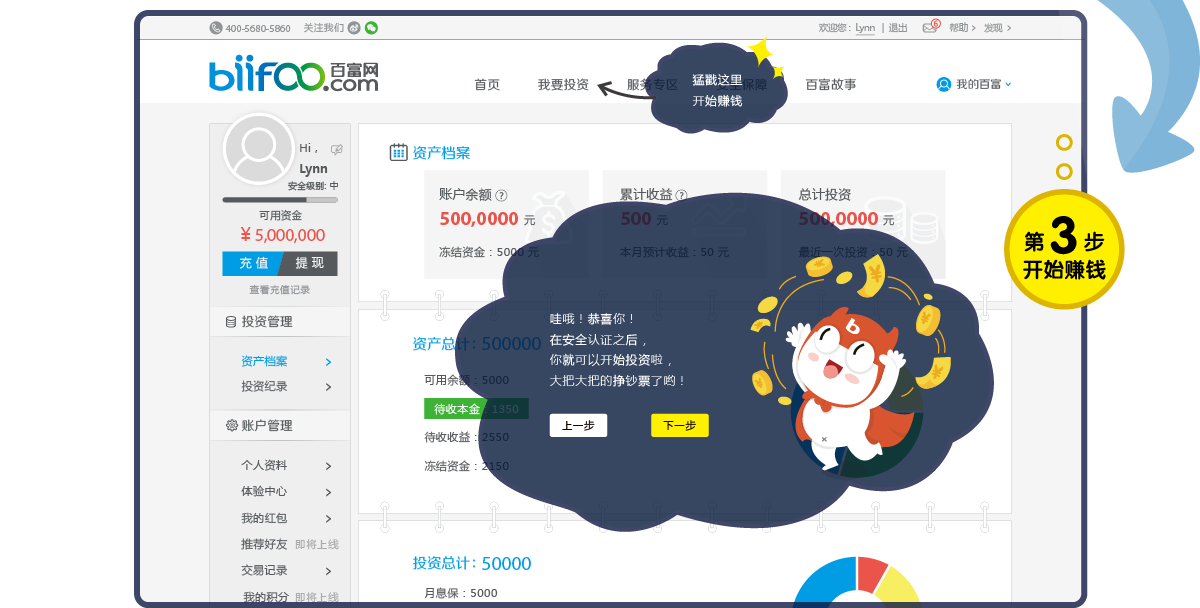 400-5680-5860 关注我们
欢迎您: Lynn | 退出 6 帮助 发现
biifoo.com 百富网
首页 我要投资 服务专区 安全保障 百富故事 我的百富
猛戳这里
开始赚钱
Hi ,
Lynn
安全级别: 中
可用资金
¥ 5,000,000
充 值 提 现
查看充值记录
投资管理
资产档案
投资纪录
账户管理
个人资料
体验中心
我的红包
推荐好友 即将上线
交易记录
我的积分 即将上线
资产档案
账户余额 ?
500,0000 元
冻结资金：5000 元
累计收益 ?
500 元
本月预计收益：50 元
总计投资
500,0000 元
最近一次投资：50 元
资产总计：500000
可用余额：5000
待收本金：1350
待收收益：2550
冻结资金：2150
哇哦！恭喜你！
在安全认证之后，
你就可以开始投资啦，
大把大把的挣钞票了哟！
上一步 下一步
投资总计：50000
月息保：5000
第 3 步
开始赚钱